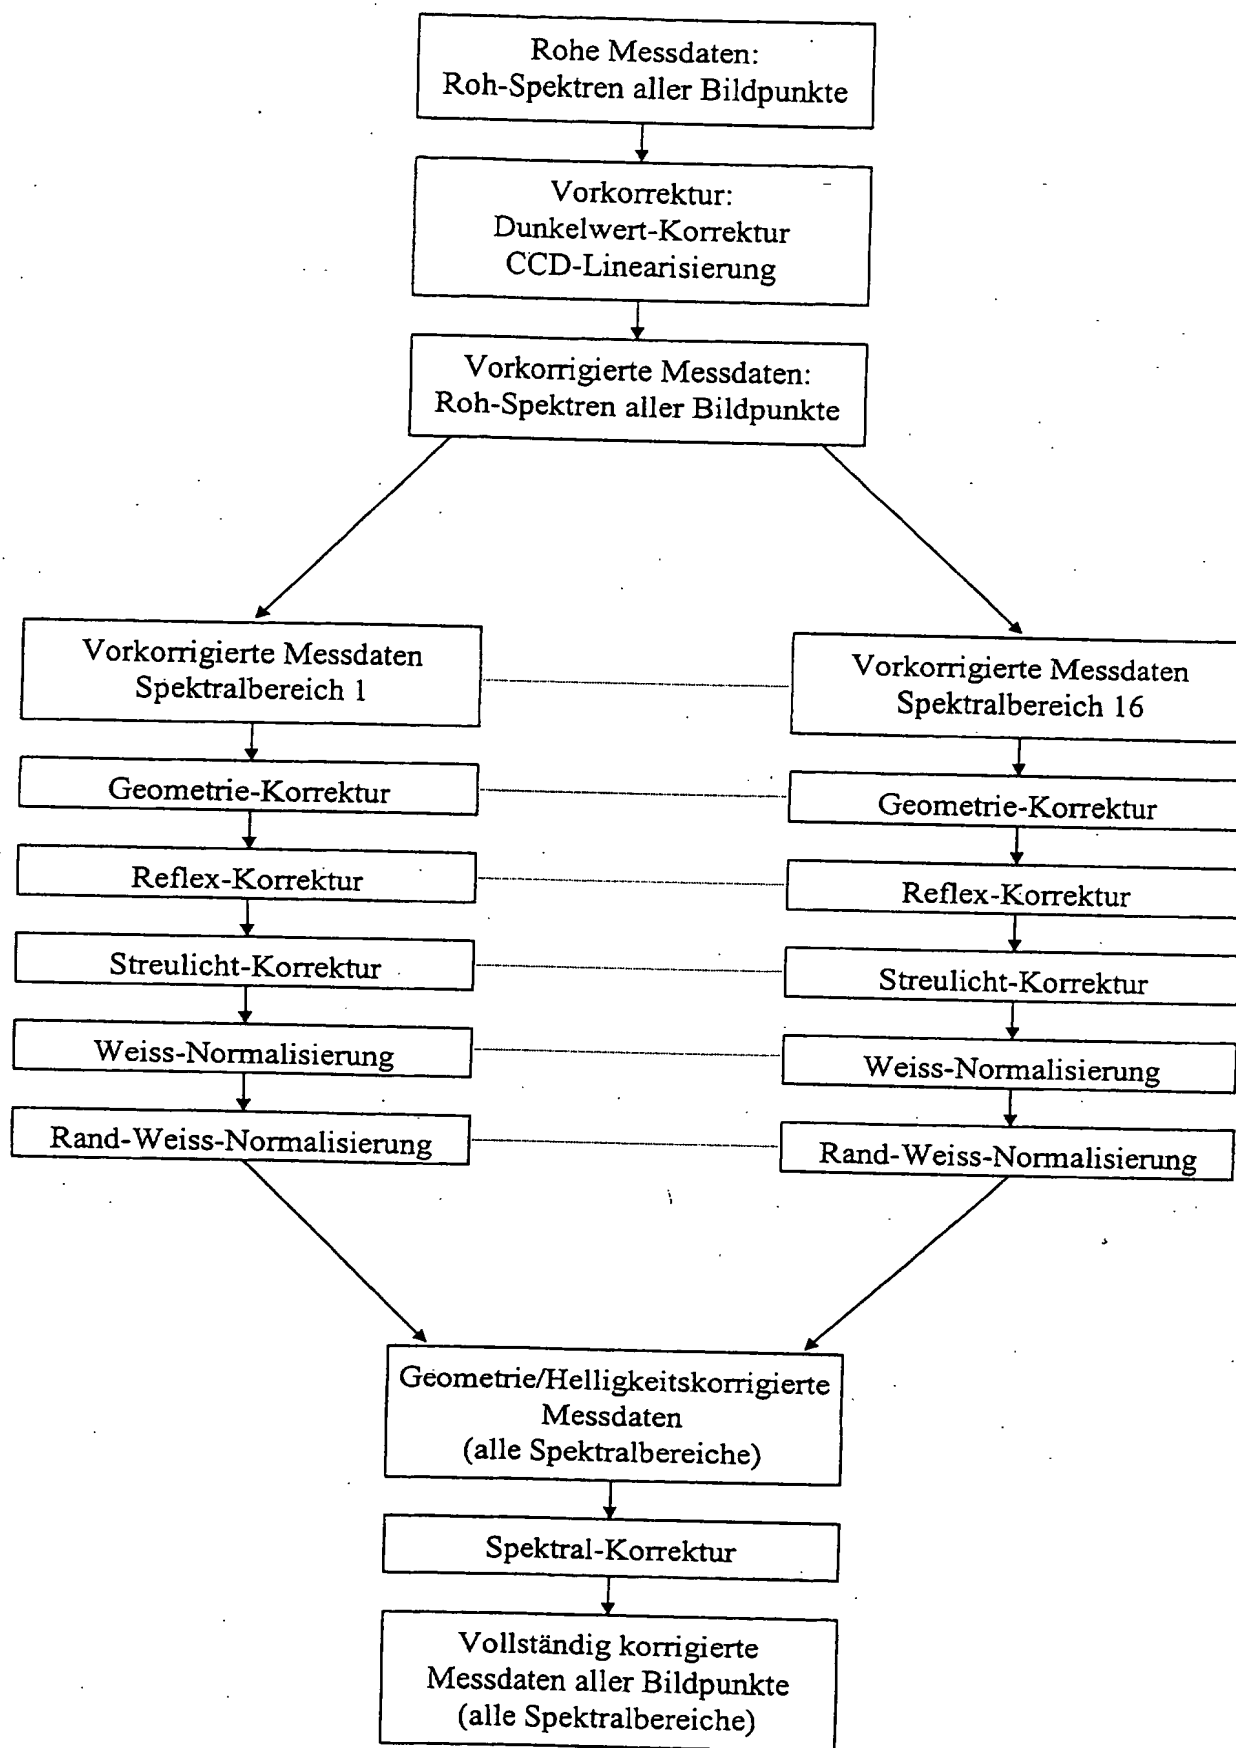 Rohe Messdaten:
Roh-Spektren aller Bildpunkte
Vorkorrektur:
Dunkelwert-Korrektur
CCD-Linearisierung
Vorkorrigierte Messdaten:
Roh-Spektren aller Bildpunkte
Vorkorrigierte Messdaten
Spektralbereich 1
Geometrie-Korrektur
Reflex-Korrektur
Streulicht-Korrektur
Weiss-Normalisierung
Rand-Weiss-Normalisierung
Vorkorrigierte Messdaten
Spektralbereich 16
Geometrie-Korrektur
Reflex-Korrektur
Streulicht-Korrektur
Weiss-Normalisierung
Rand-Weiss-Normalisierung
Geometrie/Helligkeitskorrigierte
Messdaten
(alle Spektralbereiche)
Spektral-Korrektur
Vollständig korrigierte
Messdaten aller Bildpunkte
(alle Spektralbereiche)